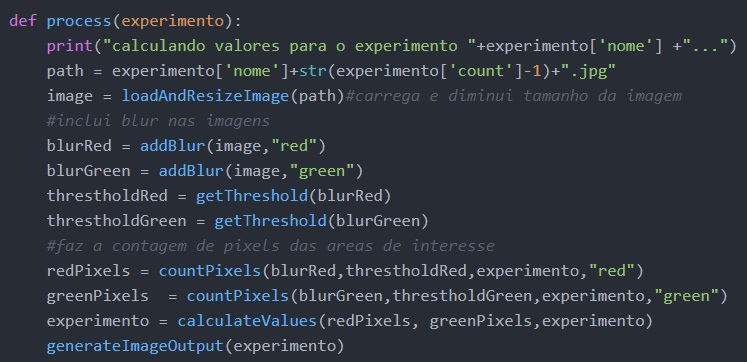 def process(experimento):
    print("calculando valores para o experimento "+experimento['nome'] +"...")
    path = experimento['nome']+str(experimento['count']-1)+".jpg"
    image = loadAndResizeImage(path)#carrega e diminui tamanho da imagem
    #inclui blur nas imagens
    blurRed = addBlur(image,"red")
    blurGreen = addBlur(image,"green")
    threstholdRed = getThreshold(blurRed)
    threstholdGreen = getThreshold(blurGreen)
    #faz a contagem de pixels das areas de interesse
    redPixels = countPixels(blurRed,threstholdRed,experimento,"red")
    greenPixels  = countPixels(blurGreen,threstholdGreen,experimento,"green")
    experimento = calculateValues(redPixels, greenPixels,experimento)
    generateImageOutput(experimento)